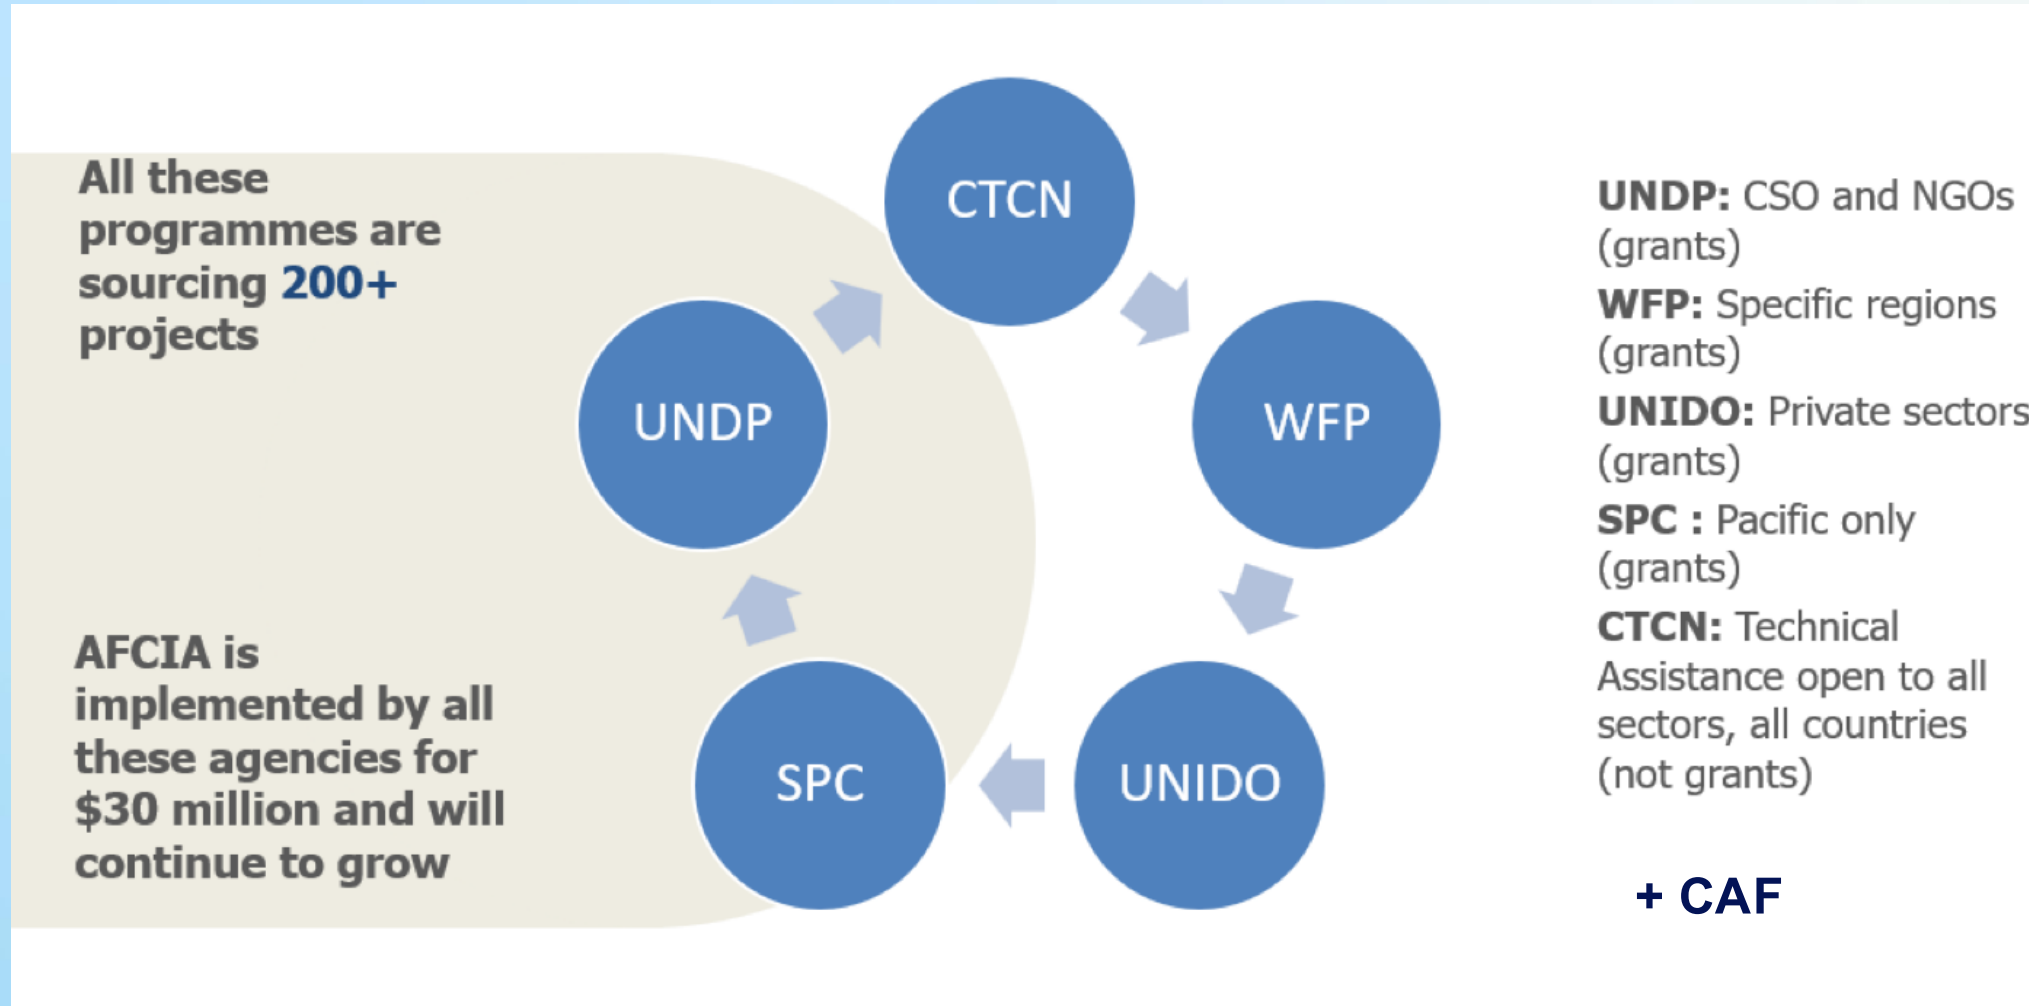 All these
programmes are
sourcing 200+
projects
AFCIA is
implemented by all
these agencies for
$30 million and will
continue to grow
CTCN
UNDP
WFP
SPC
UNIDO
UNDP: CSO and NGOs
(grants)
WFP: Specific regions
(grants)
UNIDO: Private sectors
(grants)
SPC : Pacific only
(grants)
CTCN: Technical
Assistance open to all
sectors, all countries
(not grants)
+ CAF